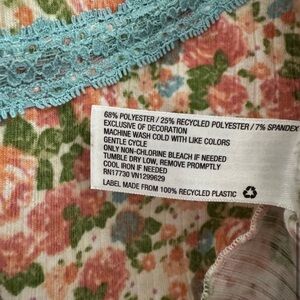 68% POLYESTER / 25% RECYCLED POLYESTER / 7% SPANDEX
EXCLUSIVE OF DECORATION
MACHINE WASH COLD WITH LIKE COLORS
GENTLE CYCLE
ONLY NON-CHLORINE BLEACH IF NEEDED
TUMBLE DRY LOW, REMOVE PROMPTLY
COOL IRON IF NEEDED
RN17730 VN1299629
LABEL MADE FROM 100% RECYCLED PLASTIC